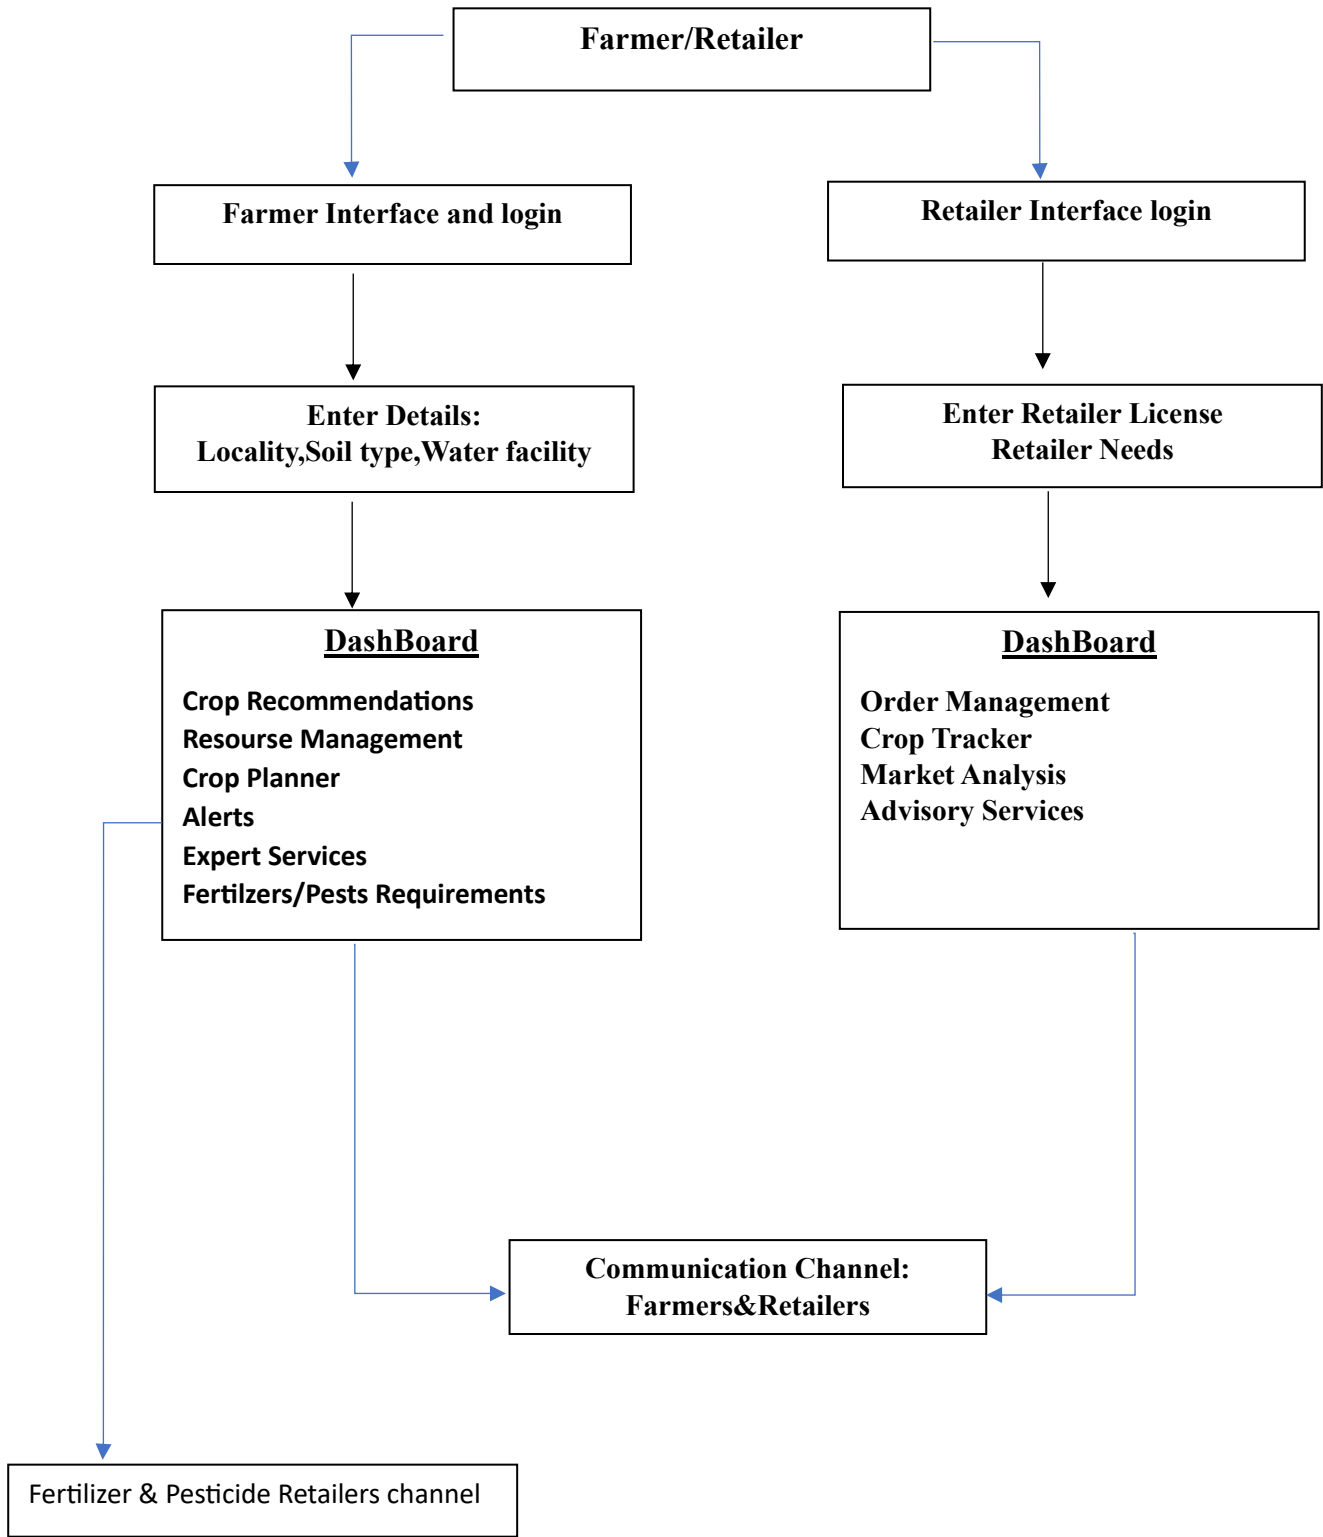 Farmer/Retailer
Farmer Interface and login
Retailer Interface login
Enter Details:
Locality,Soil type,Water facility
Enter Retailer License
Retailer Needs
DashBoard
Crop Recommendations
Resourse Management
Crop Planner
Alerts
Expert Services
Fertilzers/Pests Requirements
DashBoard
Order Management
Crop Tracker
Market Analysis
Advisory Services
Communication Channel:
Farmers&Retailers
Fertilizer & Pesticide Retailers channel